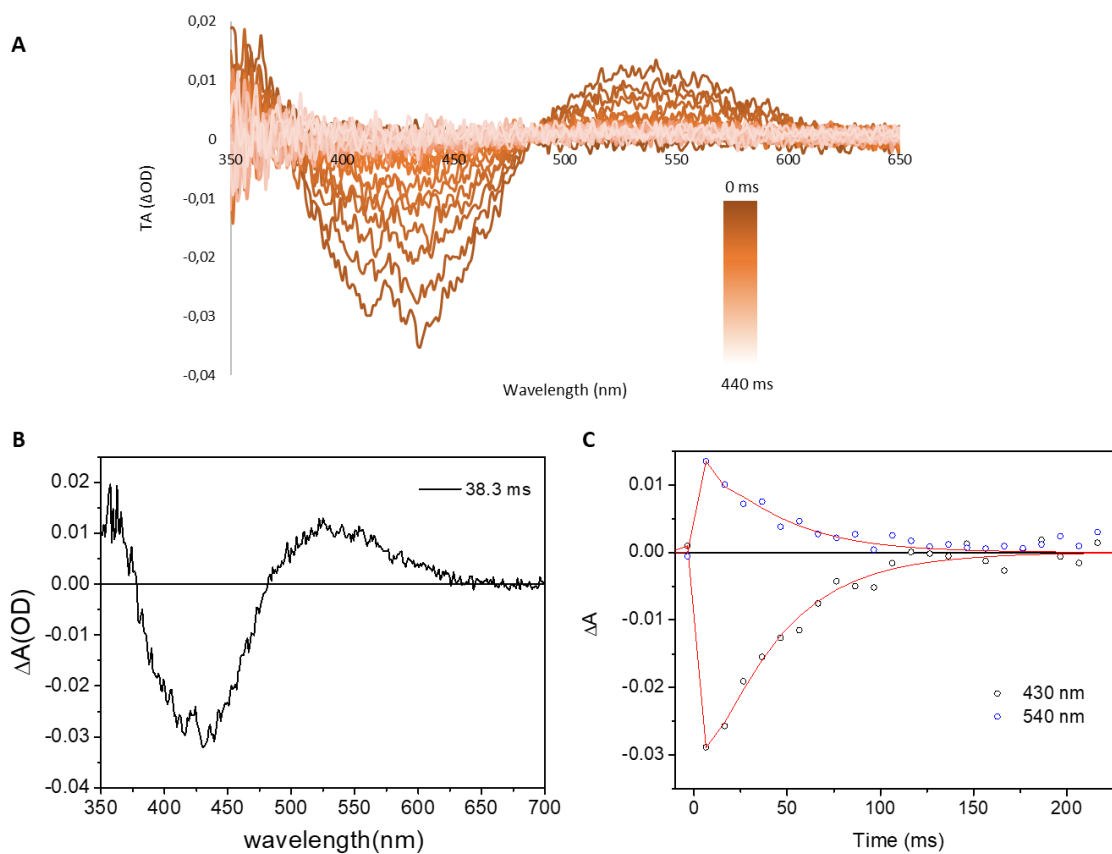 A
TA (ΔOD)
0,02
0,01
0
-0,01
-0,02
-0,03
-0,04
350
400
450
500
550
600
650
Wavelength (nm)
0 ms
440 ms
B
ΔA(OD)
0.02
0.01
0.00
-0.01
-0.02
-0.03
-0.04
350 400 450 500 550 600 650 700
wavelength(nm)
38.3 ms
C
ΔA
0.01
0.00
-0.01
-0.02
-0.03
0 50 100 150 200
Time (ms)
430 nm
540 nm